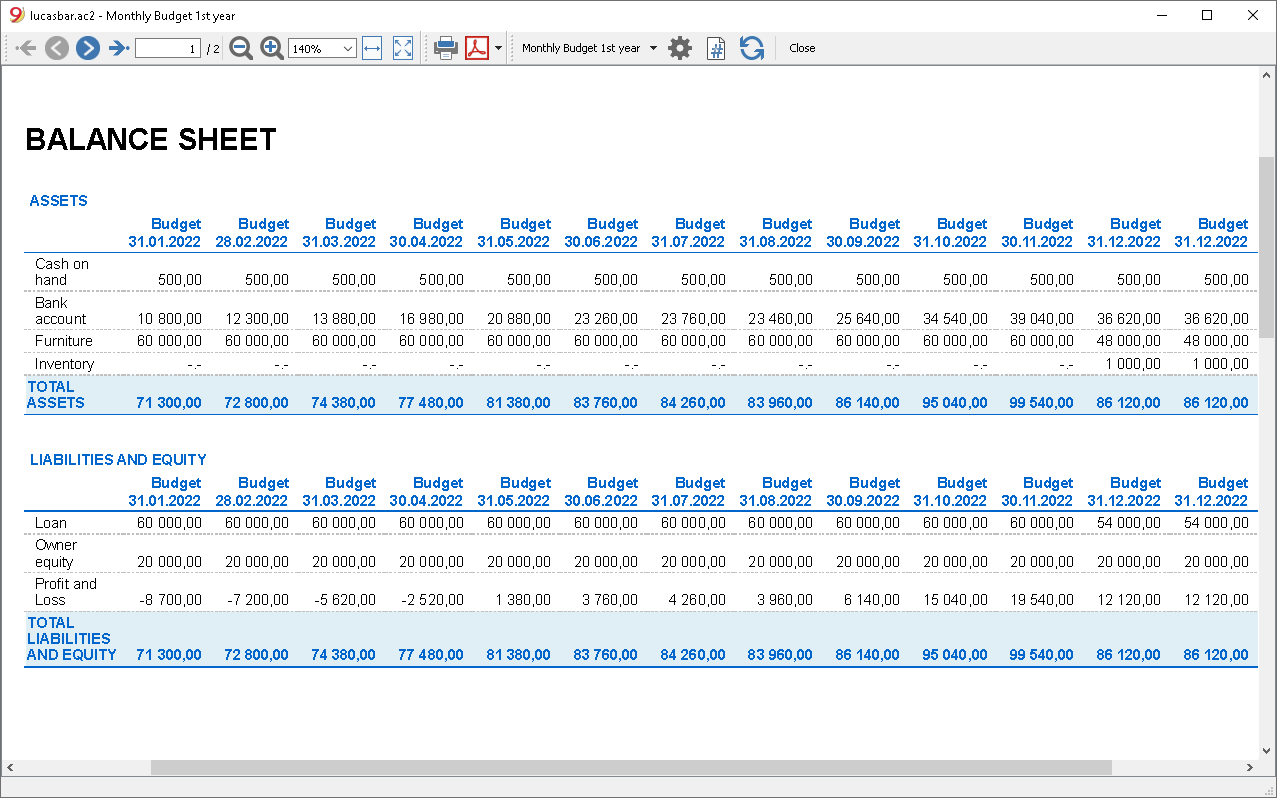 lucasbar.ac2 - Monthly Budget 1st year
1 / 2 140% Monthly Budget 1st year # Close
BALANCE SHEET
ASSETS
Budget Budget Budget Budget Budget Budget Budget Budget Budget Budget Budget Budget Budget
31.01.2022 28.02.2022 31.03.2022 30.04.2022 31.05.2022 30.06.2022 31.07.2022 31.08.2022 30.09.2022 31.10.2022 30.11.2022 31.12.2022 31.12.2022
Cash on
hand 500,00 500,00 500,00 500,00 500,00 500,00 500,00 500,00 500,00 500,00 500,00 500,00 500,00
Bank
account 10 800,00 12 300,00 13 880,00 16 980,00 20 880,00 23 260,00 23 760,00 23 460,00 25 640,00 34 540,00 39 040,00 36 620,00 36 620,00
Furniture 60 000,00 60 000,00 60 000,00 60 000,00 60 000,00 60 000,00 60 000,00 60 000,00 60 000,00 60 000,00 60 000,00 48 000,00 48 000,00
Inventory -.- -.- -.- -.- -.- -.- -.- -.- -.- -.- -.- 1 000,00 1 000,00
TOTAL
ASSETS 71 300,00 72 800,00 74 380,00 77 480,00 81 380,00 83 760,00 84 260,00 83 960,00 86 140,00 95 040,00 99 540,00 86 120,00 86 120,00
LIABILITIES AND EQUITY
Budget Budget Budget Budget Budget Budget Budget Budget Budget Budget Budget Budget Budget
31.01.2022 28.02.2022 31.03.2022 30.04.2022 31.05.2022 30.06.2022 31.07.2022 31.08.2022 30.09.2022 31.10.2022 30.11.2022 31.12.2022 31.12.2022
Loan 60 000,00 60 000,00 60 000,00 60 000,00 60 000,00 60 000,00 60 000,00 60 000,00 60 000,00 60 000,00 60 000,00 54 000,00 54 000,00
Owner
equity 20 000,00 20 000,00 20 000,00 20 000,00 20 000,00 20 000,00 20 000,00 20 000,00 20 000,00 20 000,00 20 000,00 20 000,00 20 000,00
Profit and
Loss -8 700,00 -7 200,00 -5 620,00 -2 520,00 1 380,00 3 760,00 4 260,00 3 960,00 6 140,00 15 040,00 19 540,00 12 120,00 12 120,00
TOTAL
LIABILITIES
AND EQUITY 71 300,00 72 800,00 74 380,00 77 480,00 81 380,00 83 760,00 84 260,00 83 960,00 86 140,00 95 040,00 99 540,00 86 120,00 86 120,00